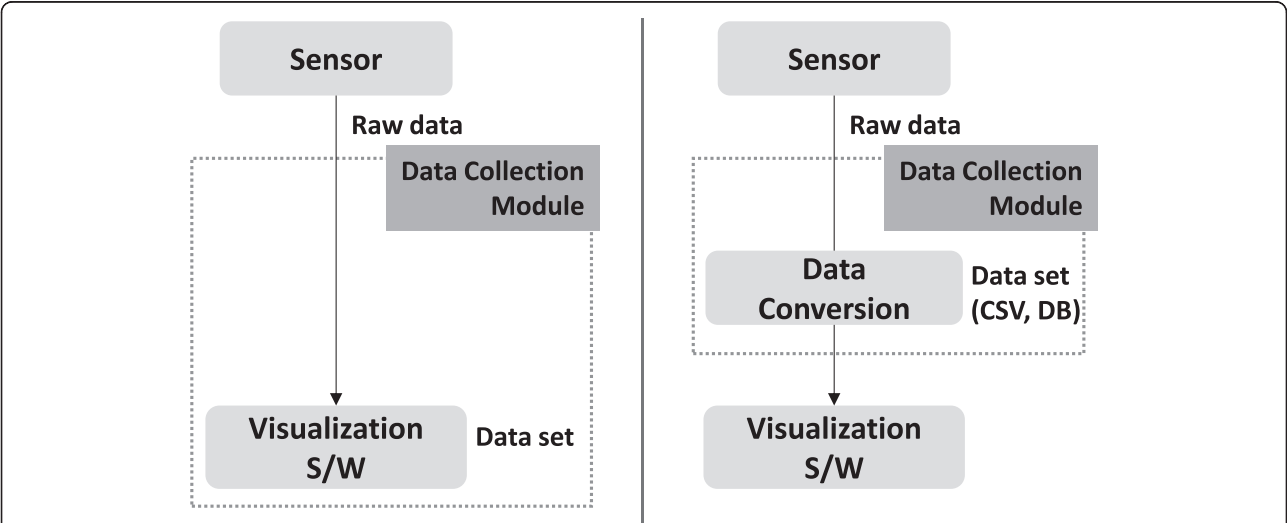 Sensor
Raw data
Data Collection
Module
Visualization
S/W
Data set
Sensor
Raw data
Data Collection
Module
Data
Conversion
Data set
(CSV, DB)
Visualization
S/W